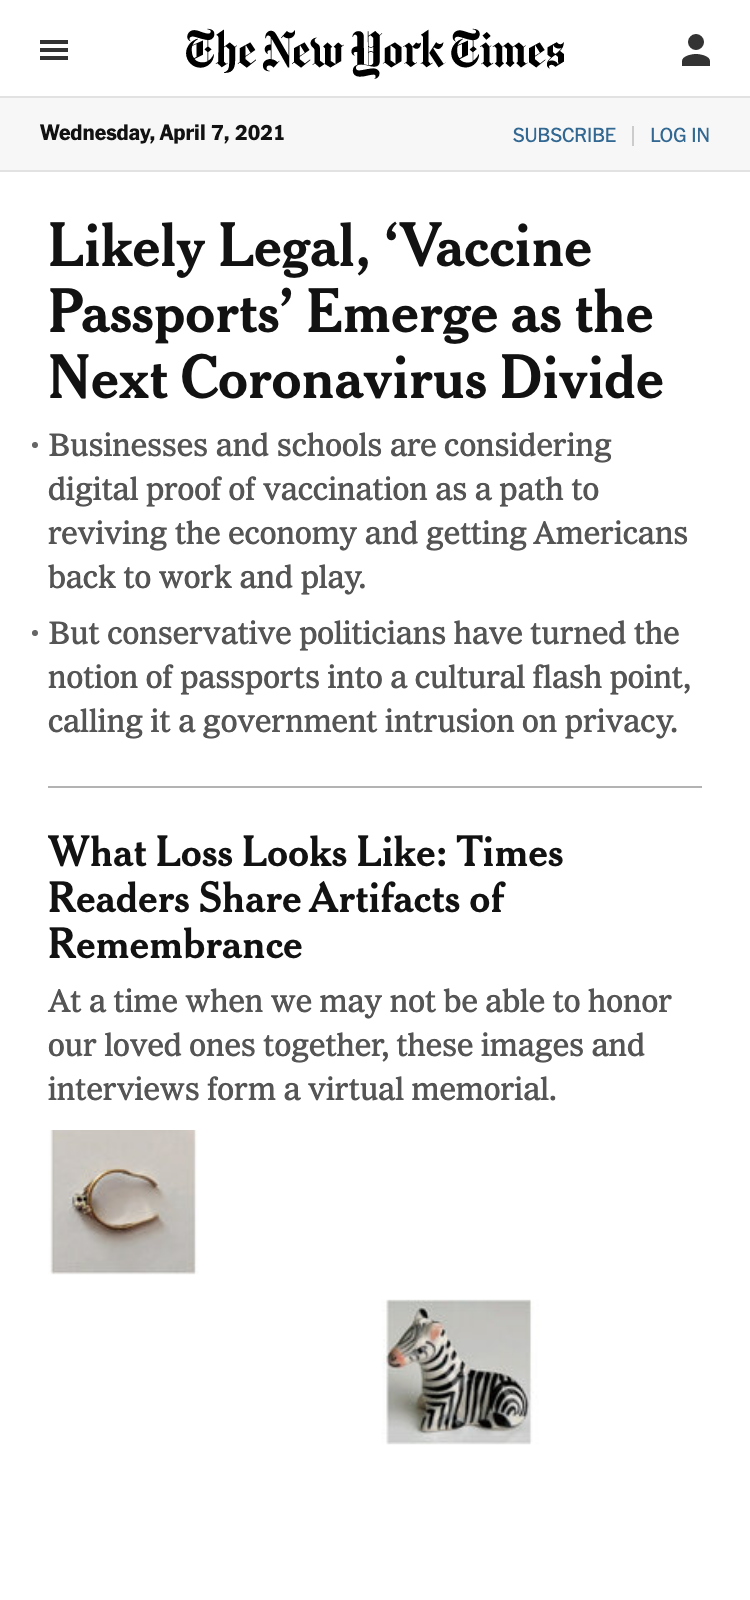 The New York Times
Wednesday, April 7, 2021
SUBSCRIBE | LOG IN
Likely Legal, ‘Vaccine
Passports’ Emerge as the
Next Coronavirus Divide
• Businesses and schools are considering
digital proof of vaccination as a path to
reviving the economy and getting Americans
back to work and play.
• But conservative politicians have turned the
notion of passports into a cultural flash point,
calling it a government intrusion on privacy.
What Loss Looks Like: Times
Readers Share Artifacts of
Remembrance
At a time when we may not be able to honor
our loved ones together, these images and
interviews form a virtual memorial.